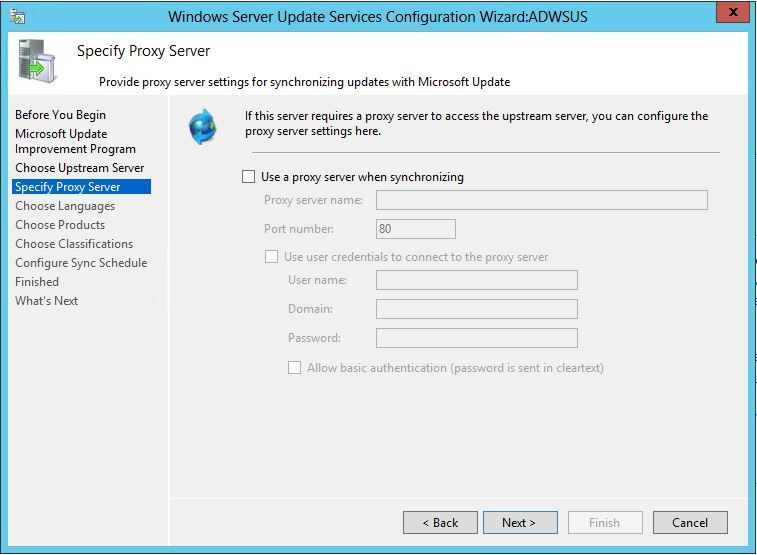 Windows Server Update Services Configuration Wizard:ADWSUS
x
Specify Proxy Server
Provide proxy server settings for synchronizing updates with Microsoft Update
Before You Begin
Microsoft Update
Improvement Program
Choose Upstream Server
Specify Proxy Server
Choose Languages
Choose Products
Choose Classifications
Configure Sync Schedule
Finished
What's Next
If this server requires a proxy server to access the upstream server, you can configure the
proxy server settings here.
Use a proxy server when synchronizing
Proxy server name:
Port number: 80
Use user credentials to connect to the proxy server
User name:
Domain:
Password:
Allow basic authentication (password is sent in cleartext)
< Back Next > Finish Cancel